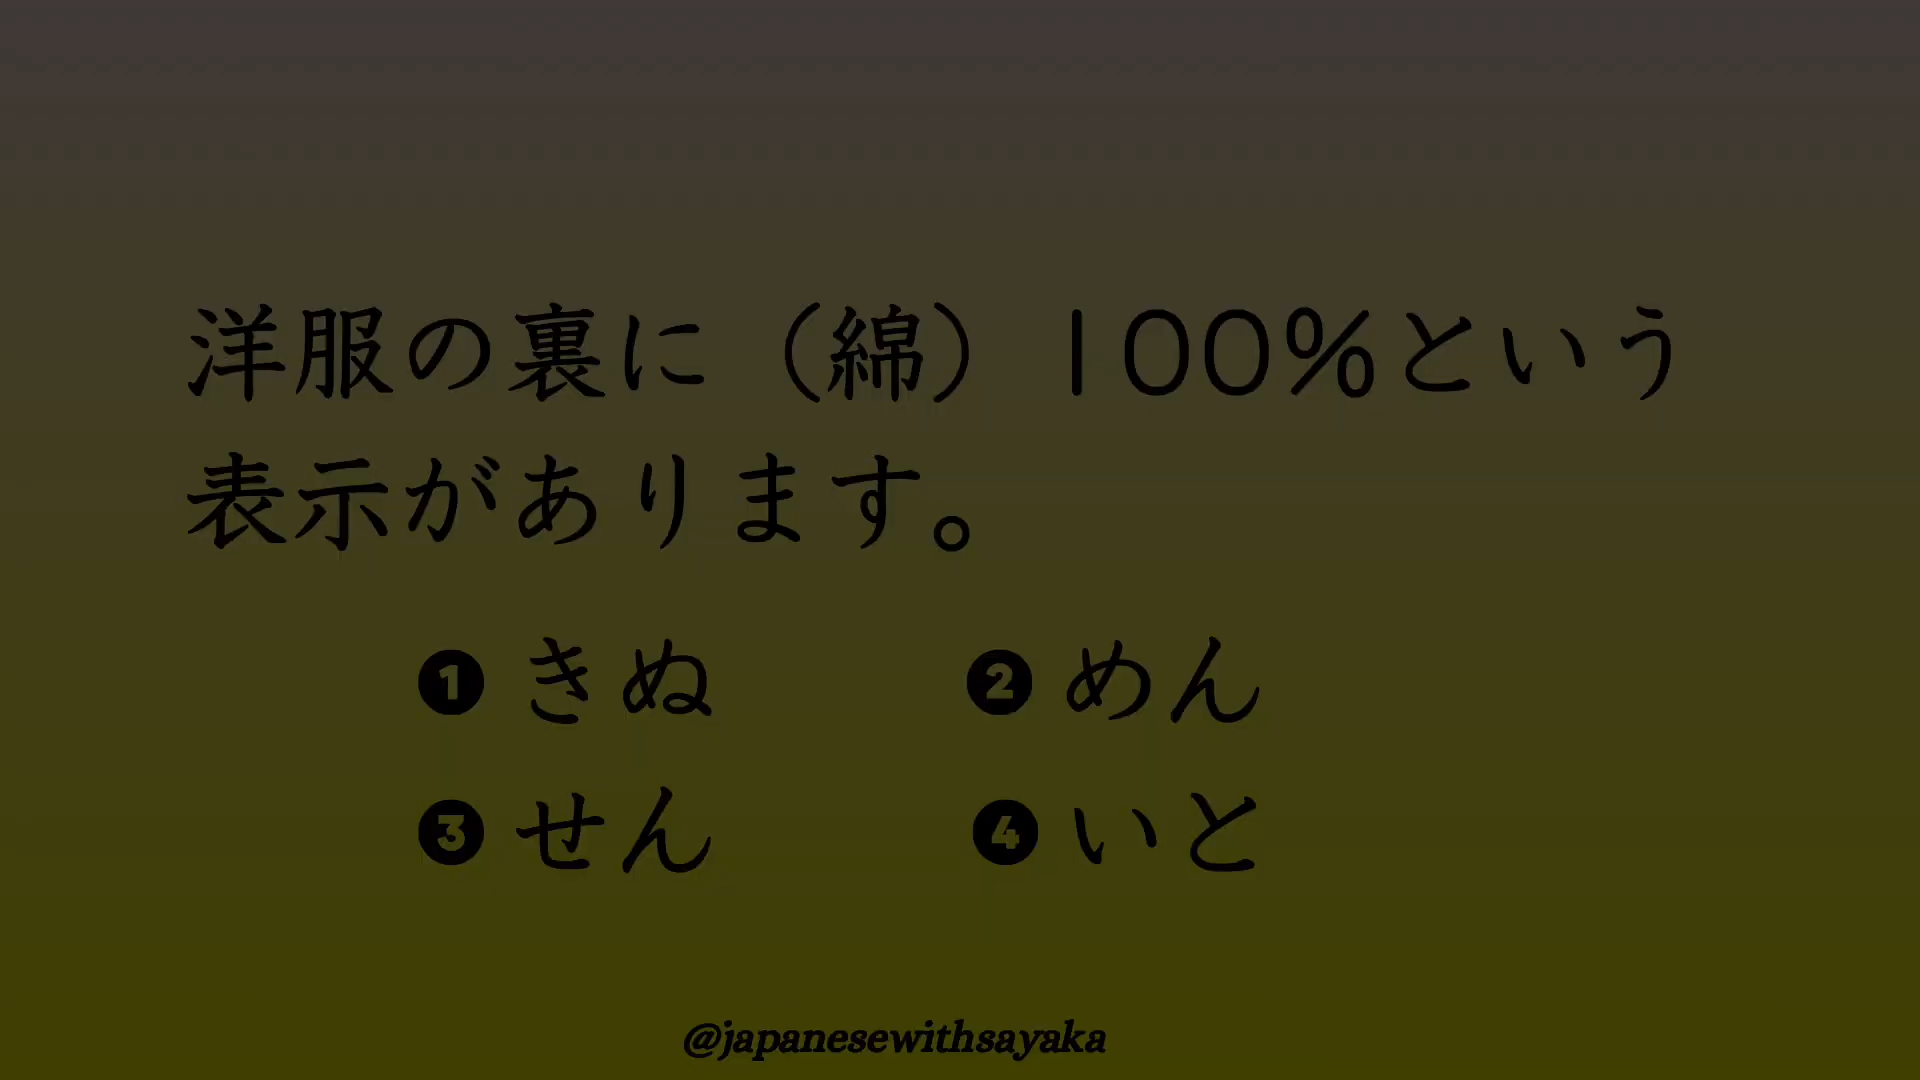 洋服の裏に（綿）100%という
表示があります。
❶ きぬ ❷ めん
❸ せん ❹ いと
@japanesewithsayaka